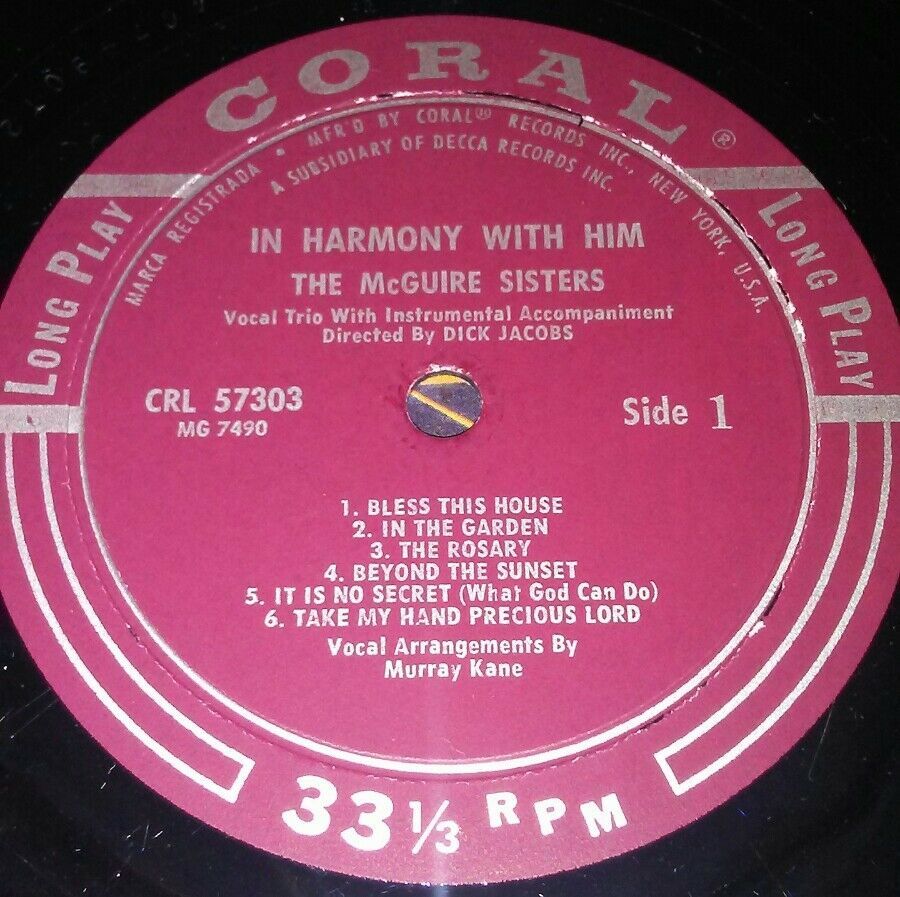 CORAL®
LONG PLAY
LONG PLAY
MARCA REGISTRADA • MFR'D BY CORAL RECORDS INC., NEW YORK, U.S.A.
A SUBSIDIARY OF DECCA RECORDS INC.
IN HARMONY WITH HIM
THE McGUIRE SISTERS
Vocal Trio With Instrumental Accompaniment
Directed By DICK JACOBS
CRL 57303
MG 7490
Side 1
1. BLESS THIS HOUSE
2. IN THE GARDEN
3. THE ROSARY
4. BEYOND THE SUNSET
5. IT IS NO SECRET (What God Can Do)
6. TAKE MY HAND PRECIOUS LORD
Vocal Arrangements By
Murray Kane
33 1/3 RPM